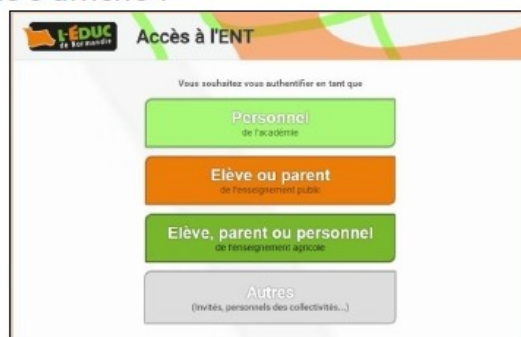 L'ÉDUC
de Normandie
Accès à l'ENT
Vous souhaitez vous authentifier en tant que
Personnel
de l'académie
Elève ou parent
de l'enseignement public
Elève, parent ou personnel
de l'enseignement agricole
Autres
(Invités, personnels des collectivités...)